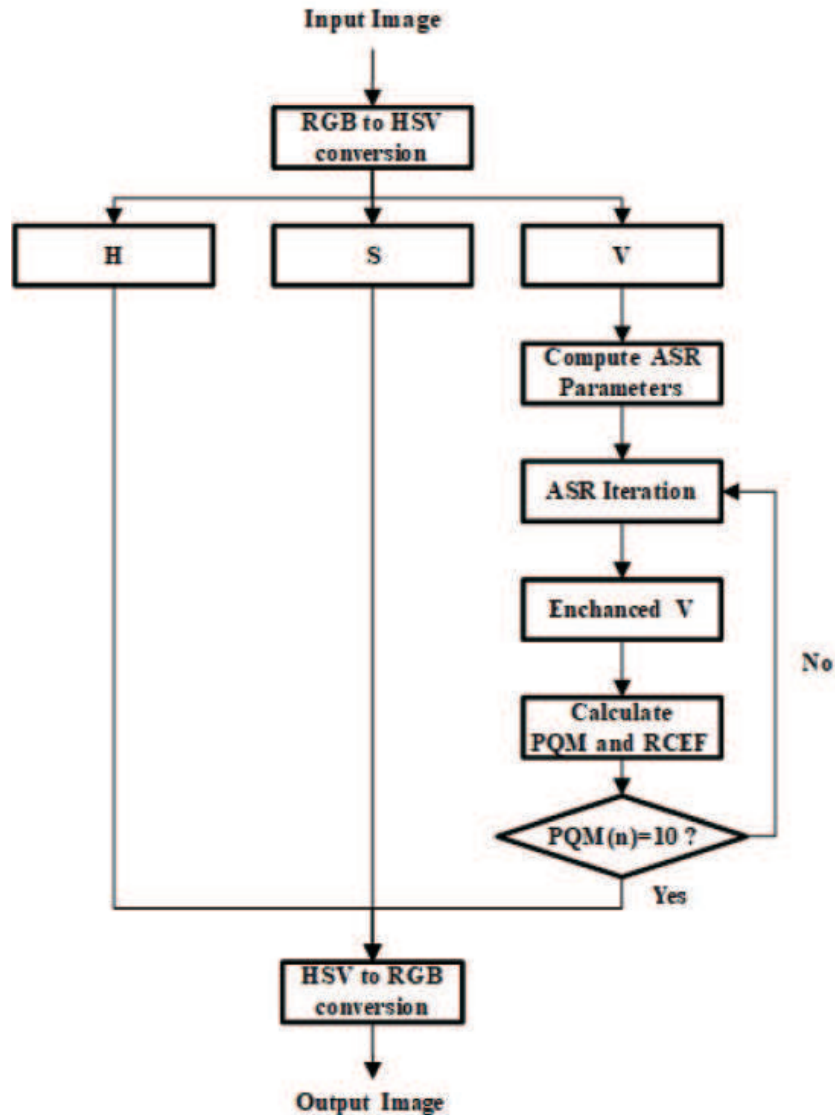 Input Image
RGB to HSV
conversion
H
S
V
Compute ASR
Parameters
ASR Iteration
Enchanced V
No
Calculate
PQM and RCEF
PQM(n)=10 ?
Yes
HSV to RGB
conversion
Output Image